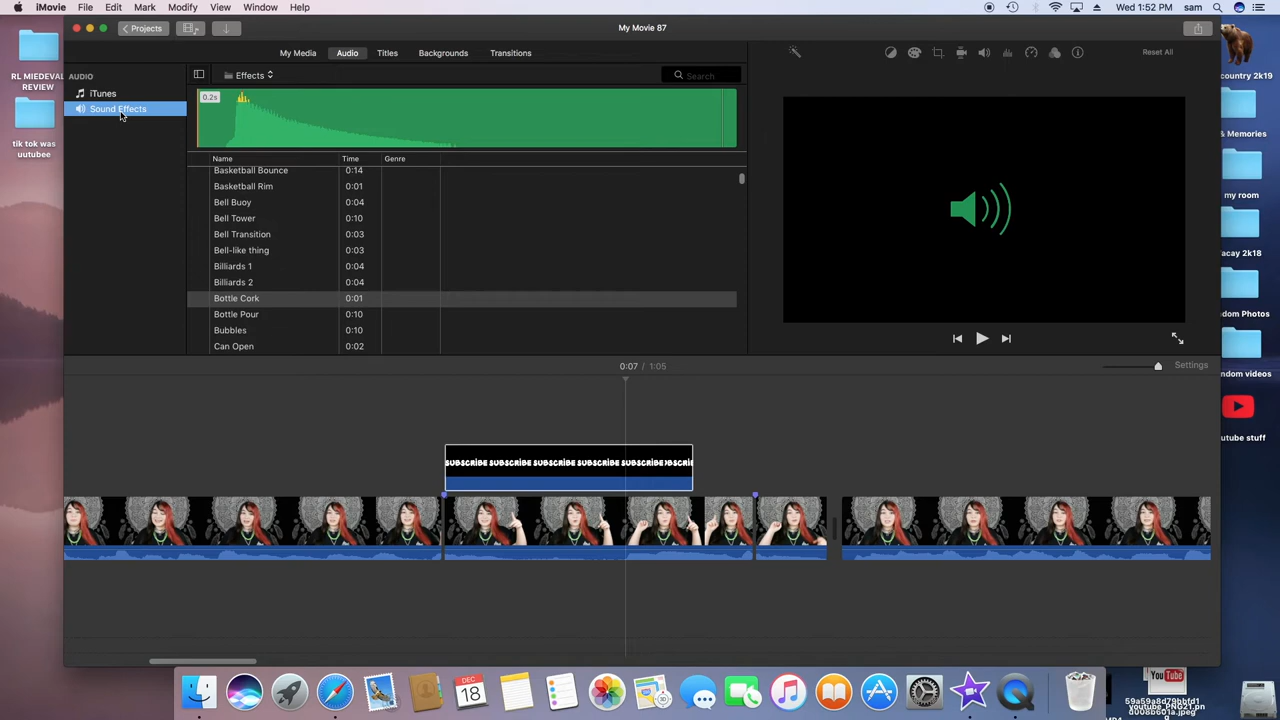 iMovie File Edit Mark Modify View Window Help
Wed 1:52 PM sam
Projects
My Movie 87
My Media Audio Titles Backgrounds Transitions
Reset All
AUDIO
iTunes
Sound Effects
Effects
Search
0.2s
Name Time Genre
Basketball Bounce 0:14
Basketball Rim 0:01
Bell Buoy 0:04
Bell Tower 0:10
Bell Transition 0:03
Bell-like thing 0:03
Billiards 1 0:04
Billiards 2 0:04
Bottle Cork 0:01
Bottle Pour 0:10
Bubbles 0:10
Can Open 0:02
0:07 / 1:05
Settings
SUBSCRIBE SUBSCRIBE SUBSCRIBE SUBSCRIBE SUBSCRIBE
RL MIEDEVAL
REVIEW
tik tok was
uutubee
country 2k19
& Memories
my room
acay 2k18
dom Photos
ndom videos
utube stuff
DEC
18
You Tube
59a59a8d79bbfd1